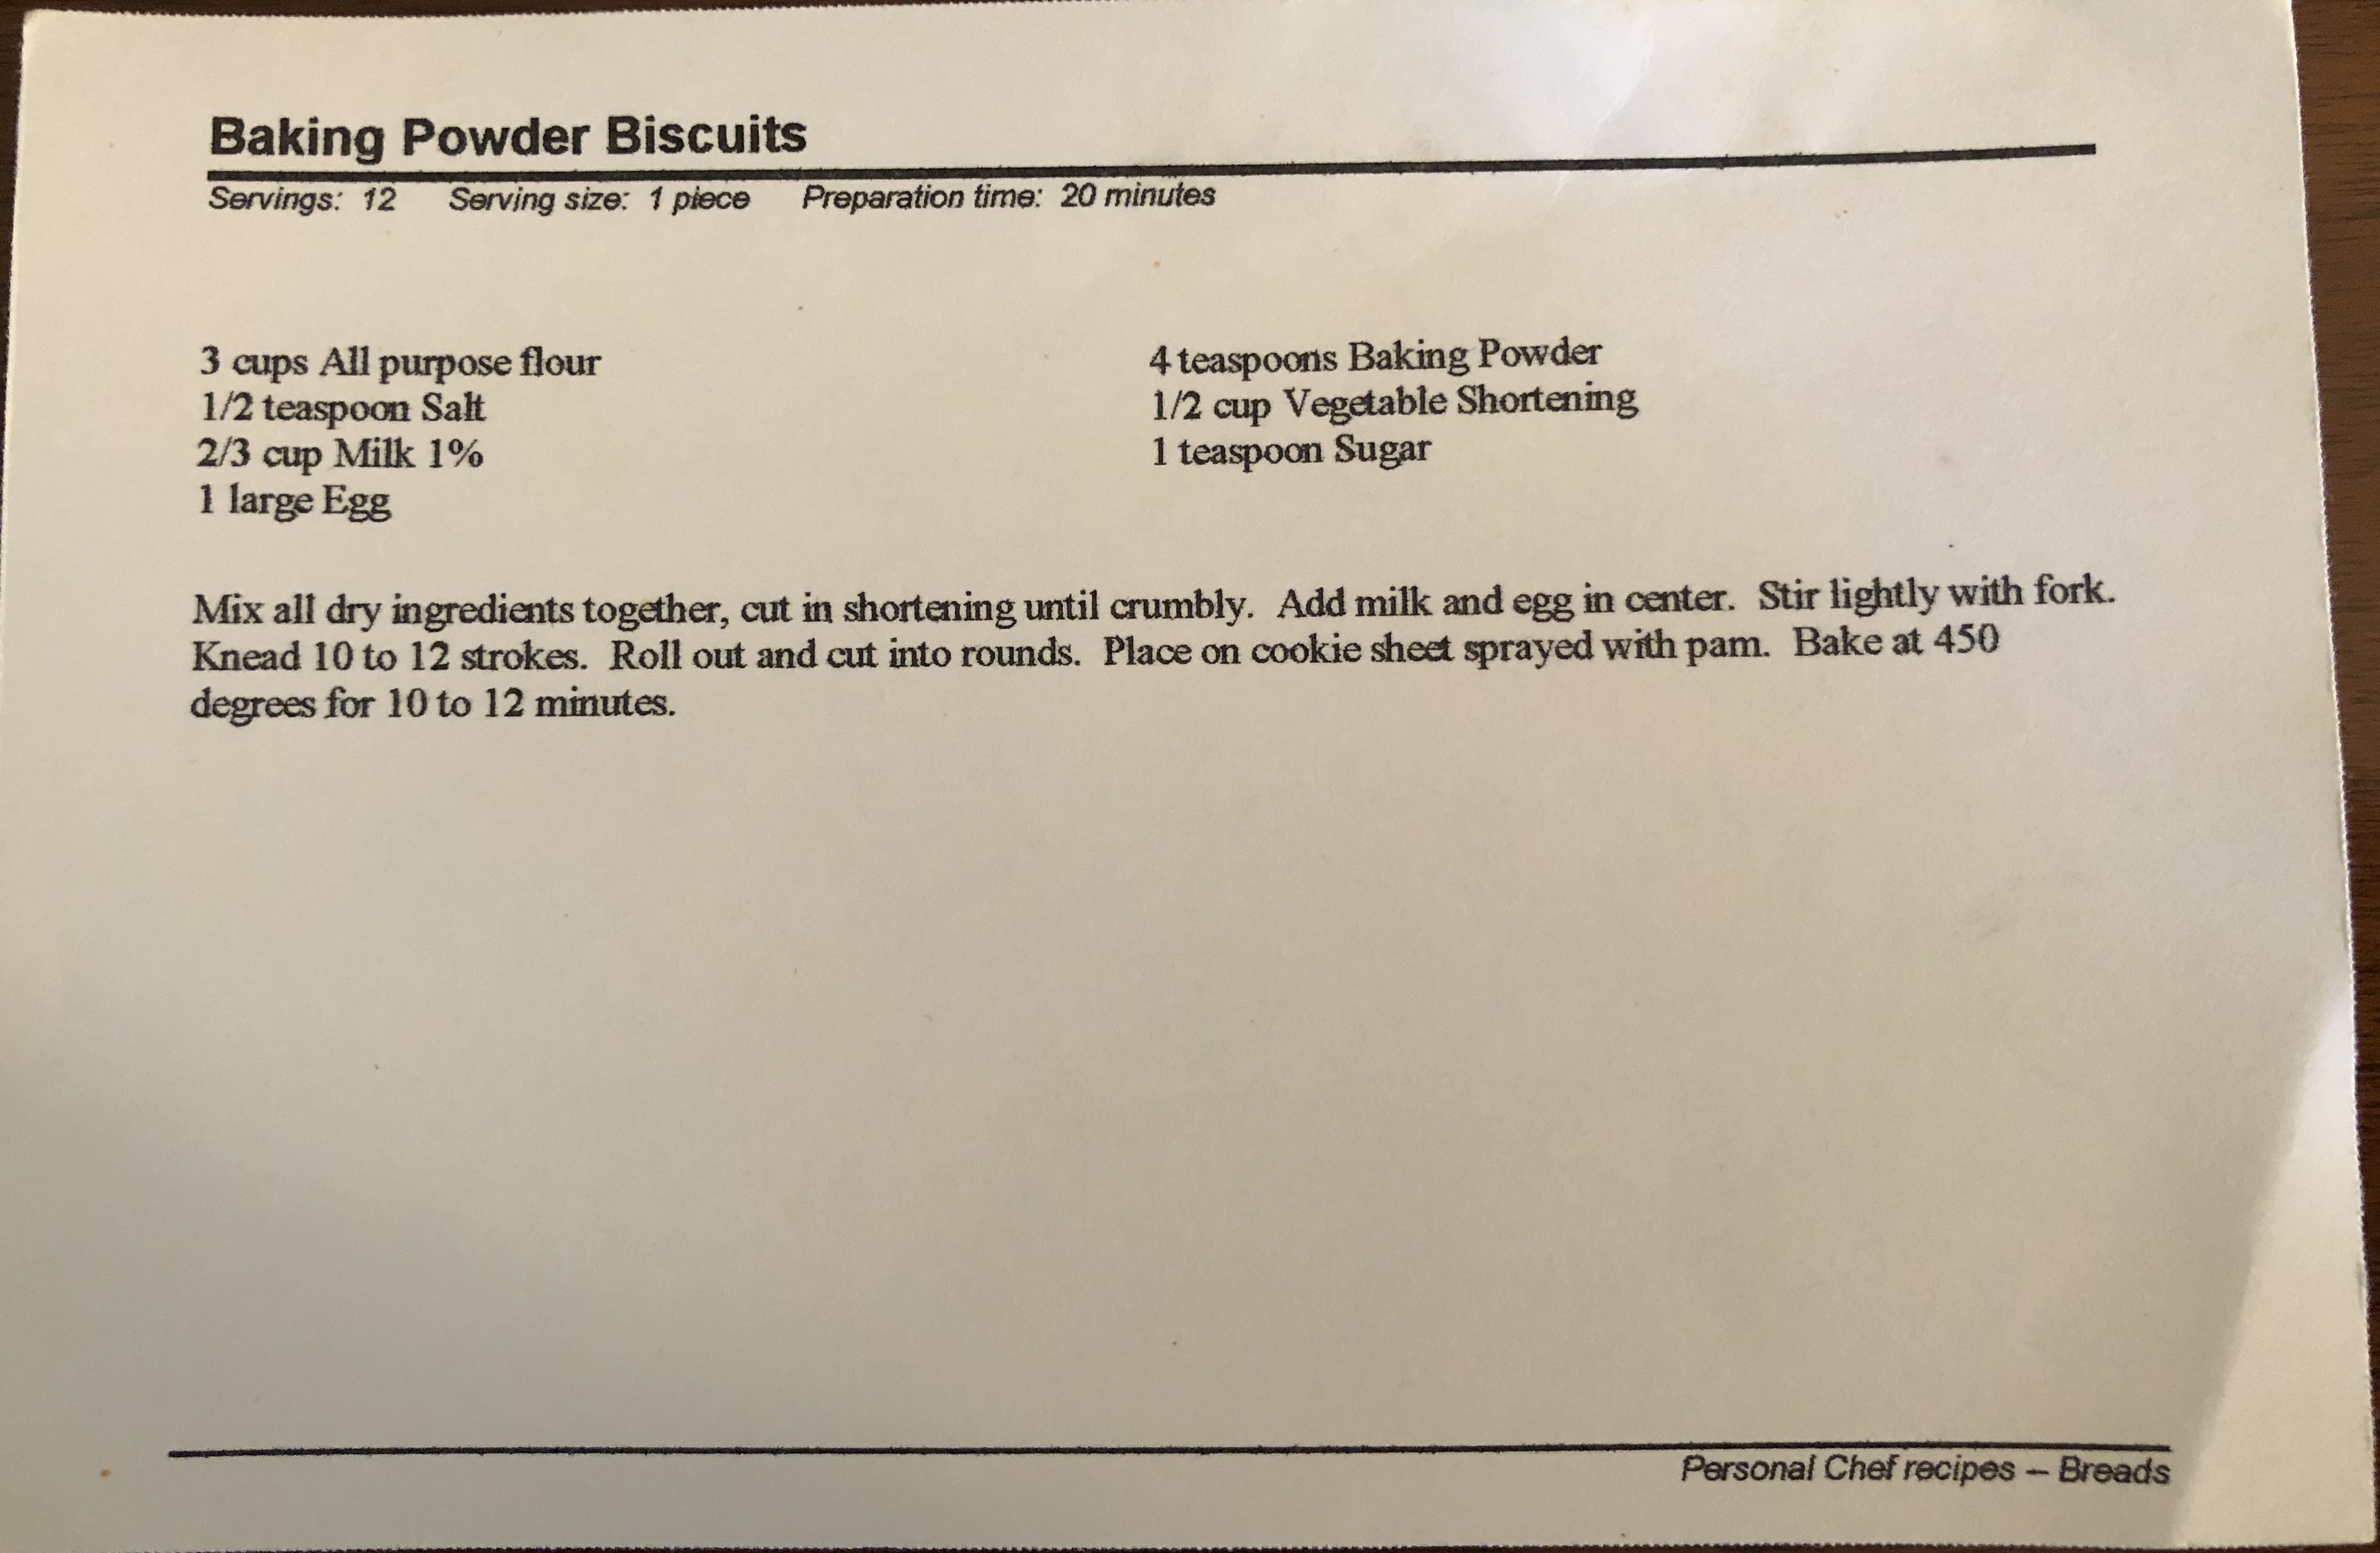 Baking Powder Biscuits
Servings: 12 Serving size: 1 piece Preparation time: 20 minutes
3 cups All purpose flour
1/2 teaspoon Salt
2/3 cup Milk 1%
1 large Egg
4 teaspoons Baking Powder
1/2 cup Vegetable Shortening
1 teaspoon Sugar
Mix all dry ingredients together, cut in shortening until crumbly. Add milk and egg in center. Stir lightly with fork.
Knead 10 to 12 strokes. Roll out and cut into rounds. Place on cookie sheet sprayed with pam. Bake at 450
degrees for 10 to 12 minutes.
Personal Chef recipes – Breads